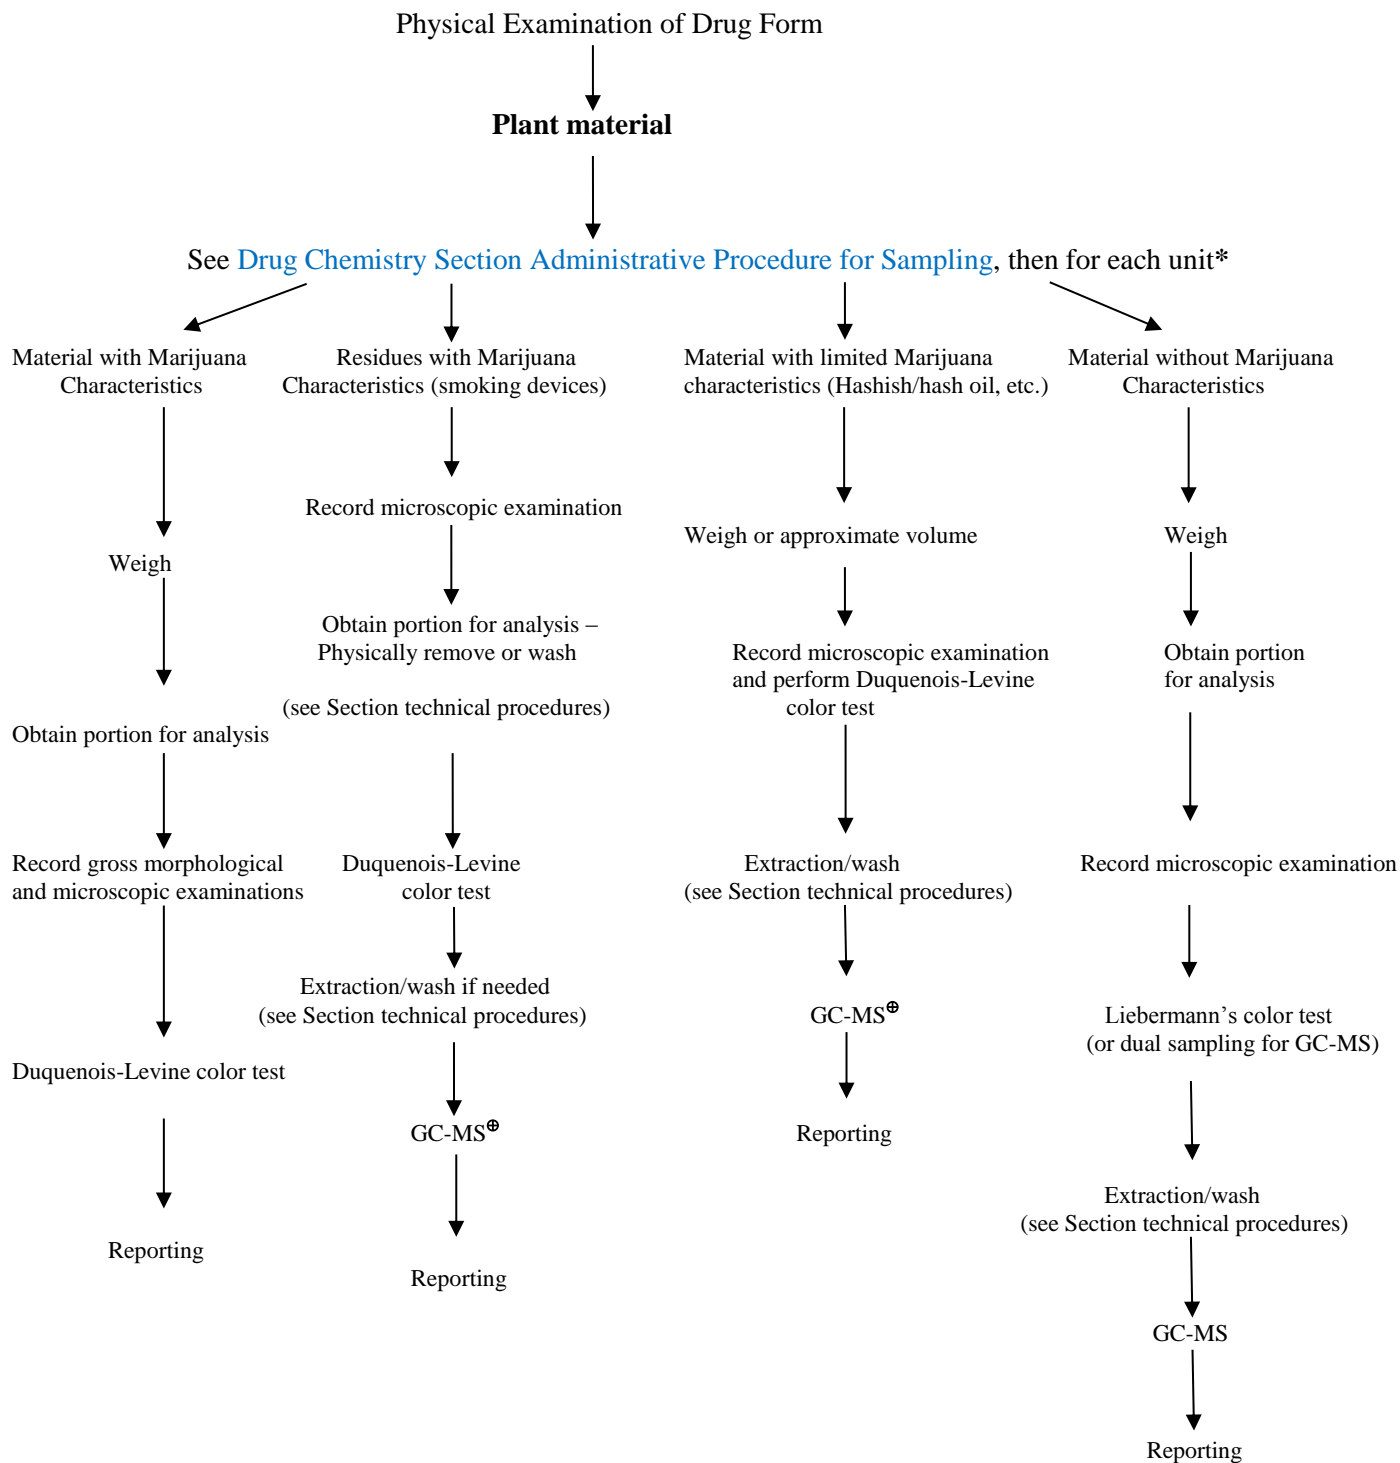 Physical Examination of Drug Form
Plant material
See Drug Chemistry Section Administrative Procedure for Sampling, then for each unit*
Material with Marijuana
Characteristics
Weigh
Obtain portion for analysis
Record gross morphological
and microscopic examinations
Duquenois-Levine color test
Reporting
Residues with Marijuana
Characteristics (smoking devices)
Record microscopic examination
Obtain portion for analysis –
Physically remove or wash
(see Section technical procedures)
Duquenois-Levine
color test
Extraction/wash if needed
(see Section technical procedures)
GC-MS⊕
Reporting
Material with limited Marijuana
characteristics (Hashish/hash oil, etc.)
Weigh or approximate volume
Record microscopic examination
and perform Duquenois-Levine
color test
Extraction/wash
(see Section technical procedures)
GC-MS⊕
Reporting
Material without Marijuana
Characteristics
Weigh
Obtain portion
for analysis
Record microscopic examination
Liebermann’s color test
(or dual sampling for GC-MS)
Extraction/wash
(see Section technical procedures)
GC-MS
Reporting